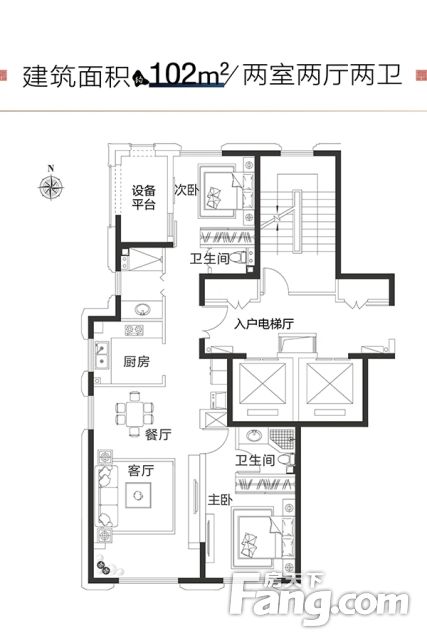 建筑面积 约102m²/两室两厅两卫
N
设备
平台
次卧
卫生间
入户电梯厅
厨房
餐厅
客厅
卫生间
主卧
房天下
Fang.com